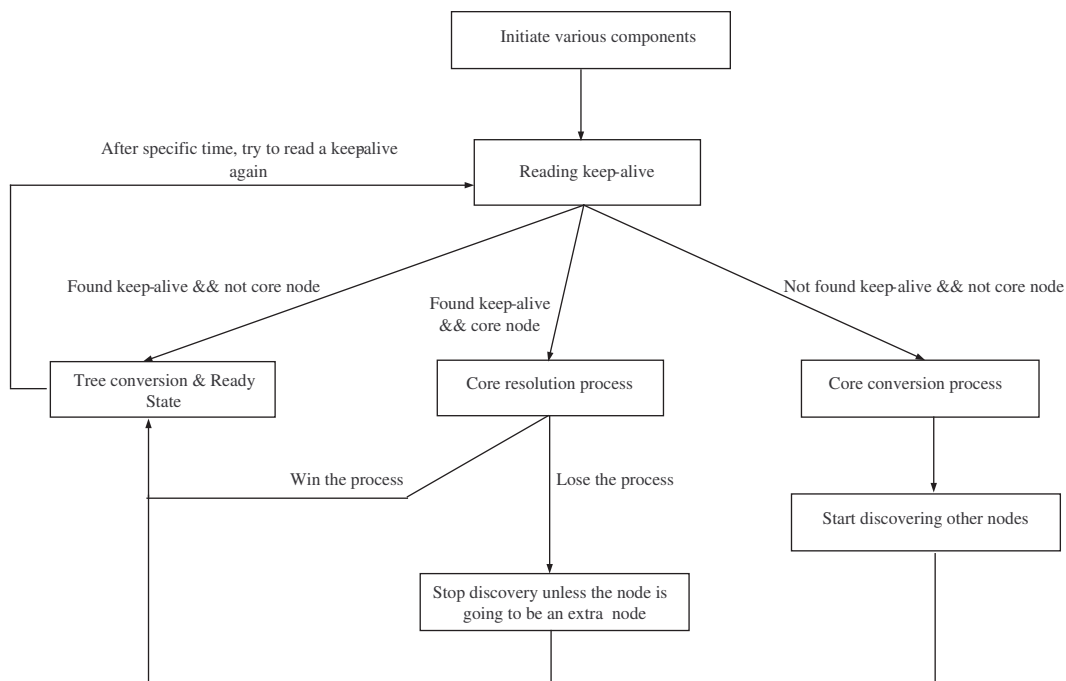 Initiate various components
After specific time, try to read a keep-alive
again
Reading keep-alive
Found keep-alive && not core node
Found keep-alive
&& core node
Not found keep-alive && not core node
Tree conversion & Ready
State
Core resolution process
Core conversion process
Win the process
Lose the process
Start discovering other nodes
Stop discovery unless the node is
going to be an extra node